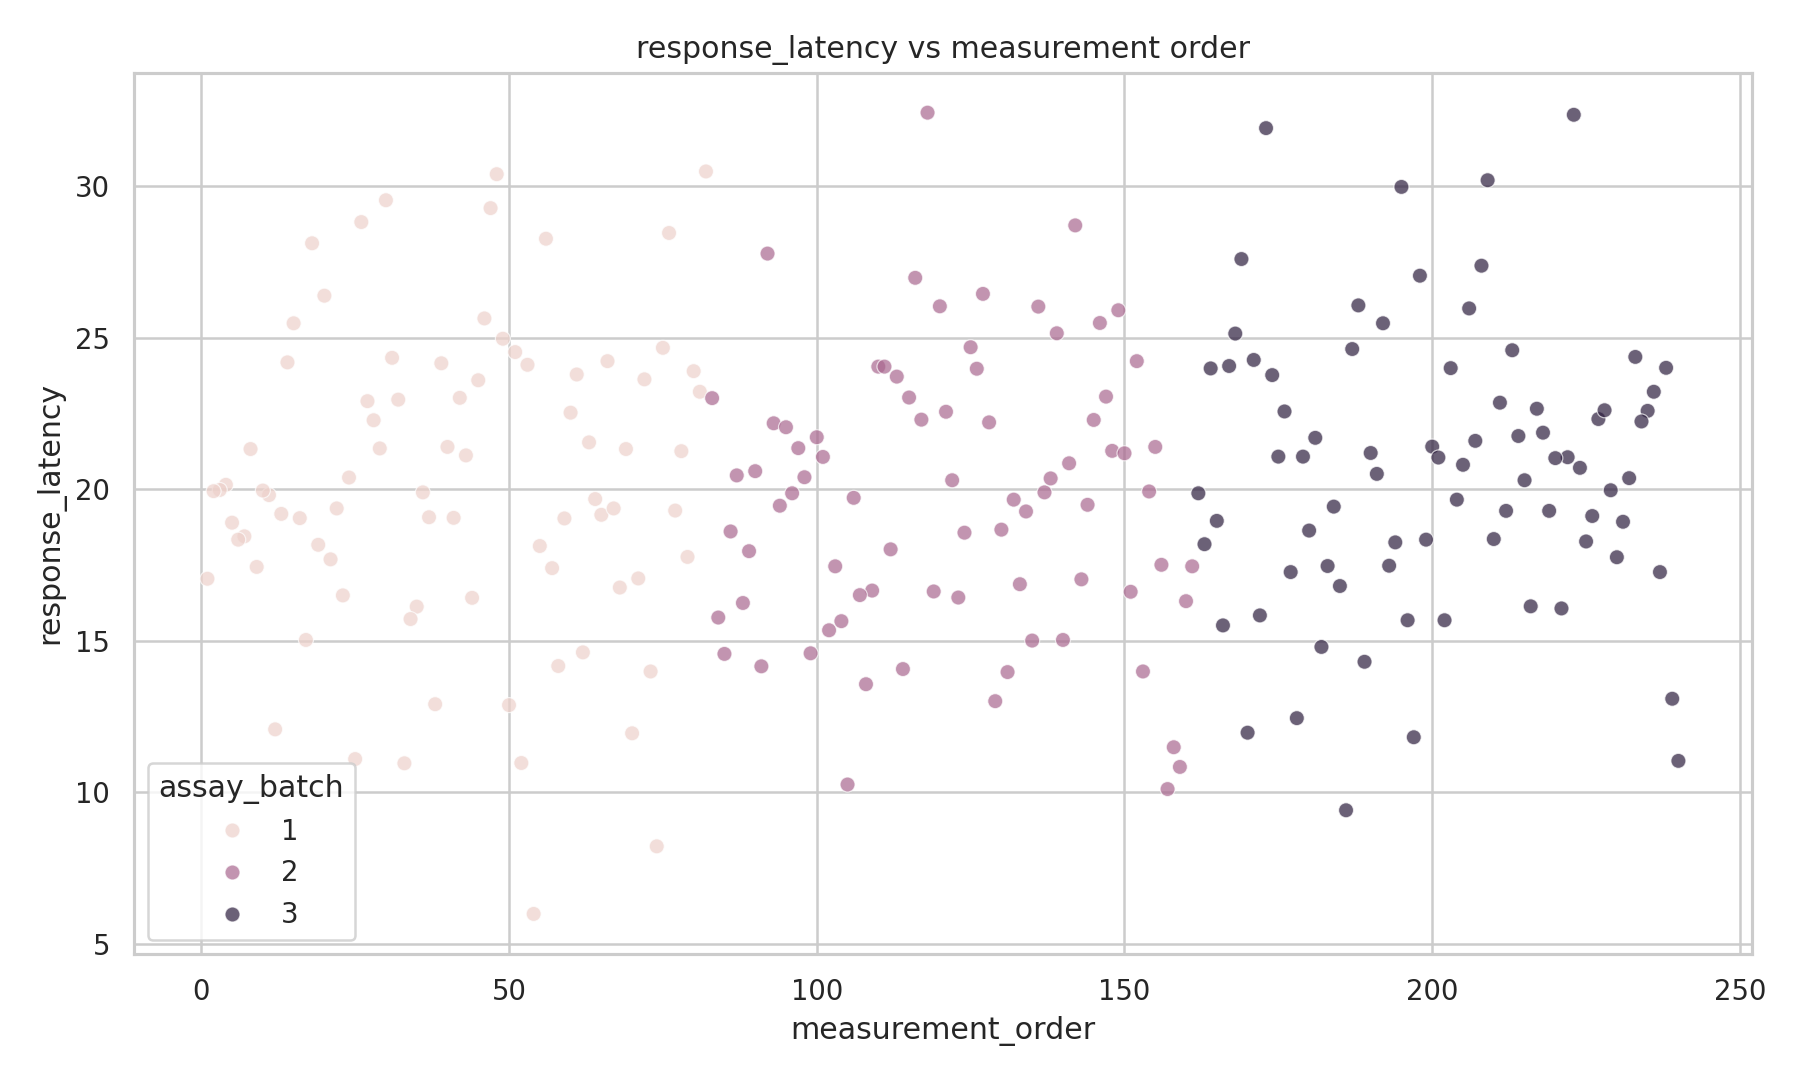 response_latency vs measurement order
response_latency
30
25
20
15
10
5
assay_batch
1
2
3
0 50 100 150 200 250
measurement_order